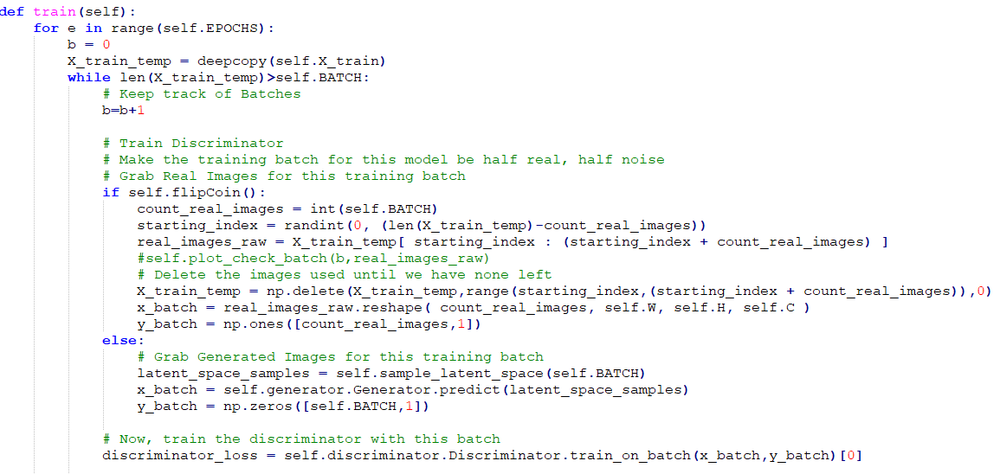 def train(self):
    for e in range(self.EPOCHS):
        b = 0
        X_train_temp = deepcopy(self.X_train)
        while len(X_train_temp)>self.BATCH:
            # Keep track of Batches
            b=b+1

            # Train Discriminator
            # Make the training batch for this model be half real, half noise
            # Grab Real Images for this training batch
            if self.flipCoin():
                count_real_images = int(self.BATCH)
                starting_index = randint(0, (len(X_train_temp)-count_real_images))
                real_images_raw = X_train_temp[ starting_index : (starting_index + count_real_images) ]
                #self.plot_check_batch(b,real_images_raw)
                # Delete the images used until we have none left
                X_train_temp = np.delete(X_train_temp,range(starting_index,(starting_index + count_real_images)),0)
                x_batch = real_images_raw.reshape( count_real_images, self.W, self.H, self.C )
                y_batch = np.ones([count_real_images,1])
            else:
                # Grab Generated Images for this training batch
                latent_space_samples = self.sample_latent_space(self.BATCH)
                x_batch = self.generator.Generator.predict(latent_space_samples)
                y_batch = np.zeros([self.BATCH,1])

            # Now, train the discriminator with this batch
            discriminator_loss = self.discriminator.Discriminator.train_on_batch(x_batch,y_batch)[0]